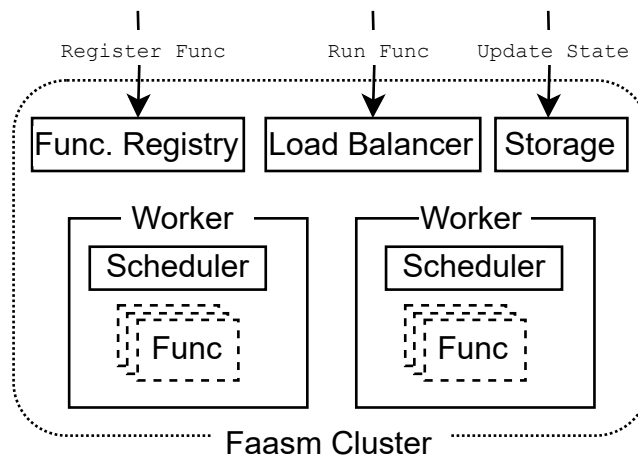 Register Func
Run Func
Update State
Func. Registry
Load Balancer
Storage
Worker
Worker
Scheduler
Scheduler
Func
Func
Faasm Cluster